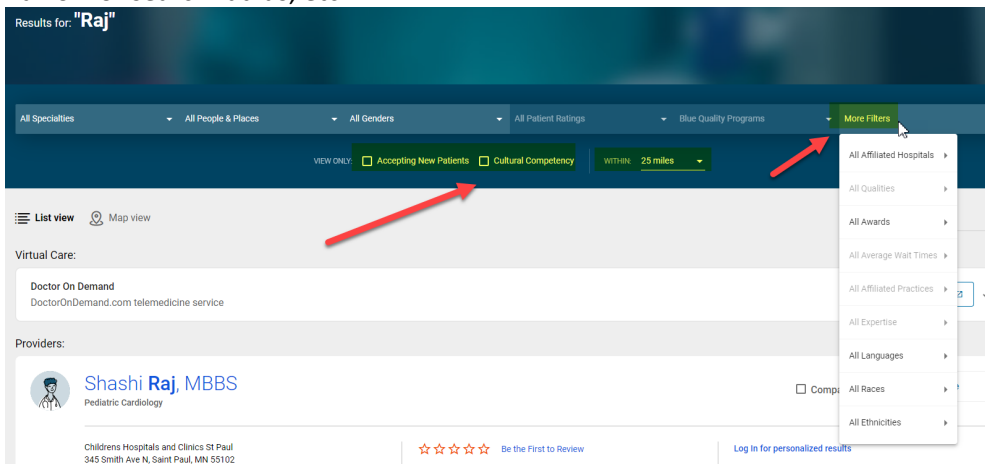 Results for: "Raj"
All Specialties
All People & Places
All Genders
All Patient Ratings
Blue Quality Programs
More Filters
VIEW ONLY: Accepting New Patients Cultural Competency WITHIN: 25 miles
All Affiliated Hospitals
All Qualities
All Awards
All Average Wait Times
All Affiliated Practices
All Expertise
All Languages
All Races
All Ethnicities
List view Map view
Virtual Care:
Doctor On Demand
DoctorOnDemand.com telemedicine service
Providers:
Shashi Raj, MBBS
Pediatric Cardiology
Childrens Hospitals and Clinics St Paul
345 Smith Ave N, Saint Paul, MN 55102
Be the First to Review
Log In for personalized results